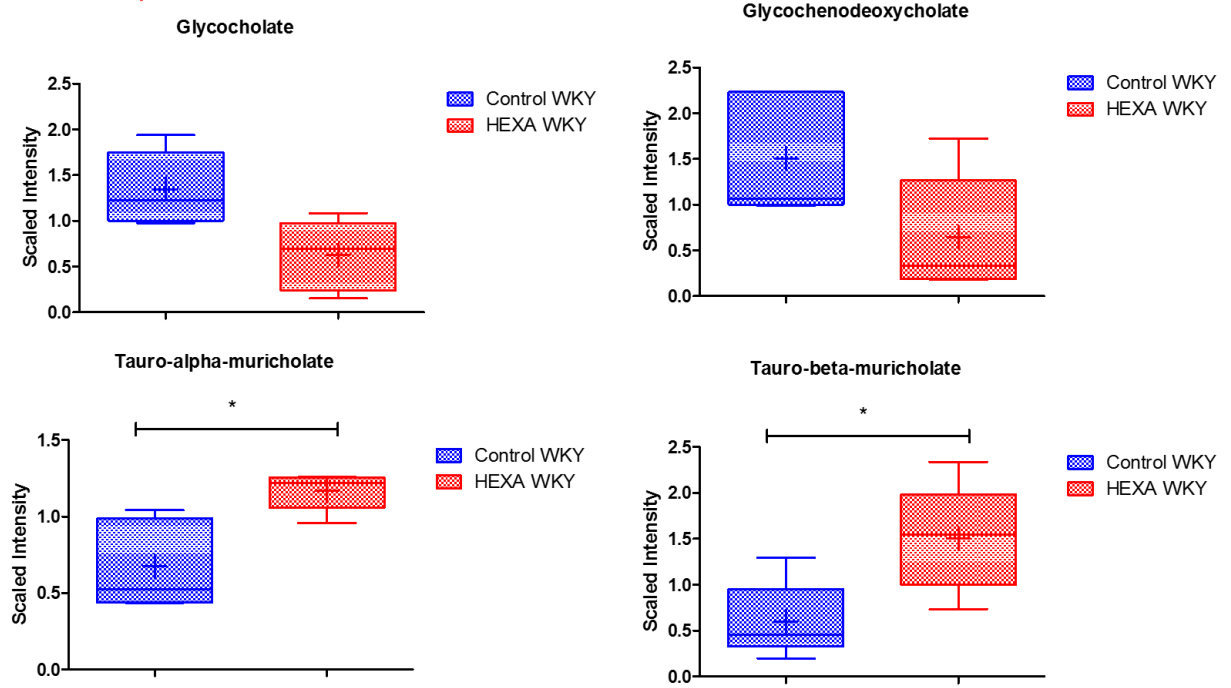 Glycocholate
2.5
2.0
1.5
1.0
0.5
0.0
Scaled Intensity
Control WKY
HEXA WKY
Glycochenodeoxycholate
2.5
2.0
1.5
1.0
0.5
0.0
Scaled Intensity
Control WKY
HEXA WKY
Tauro-alpha-muricholate
*
1.5
1.0
0.5
0.0
Scaled Intensity
Control WKY
HEXA WKY
Tauro-beta-muricholate
*
2.5
2.0
1.5
1.0
0.5
0.0
Scaled Intensity
Control WKY
HEXA WKY